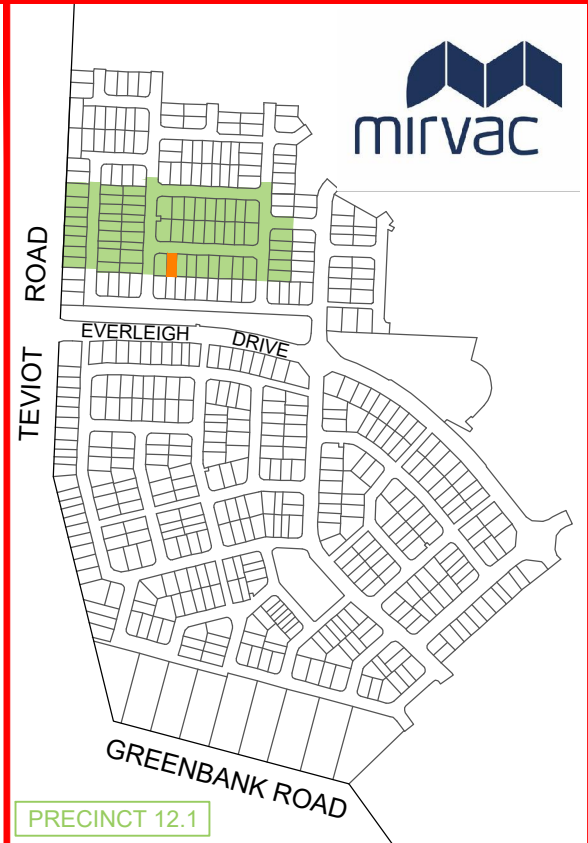 mirvac
TEVIOT ROAD
EVERLEIGH DRIVE
GREENBANK ROAD
PRECINCT 12.1